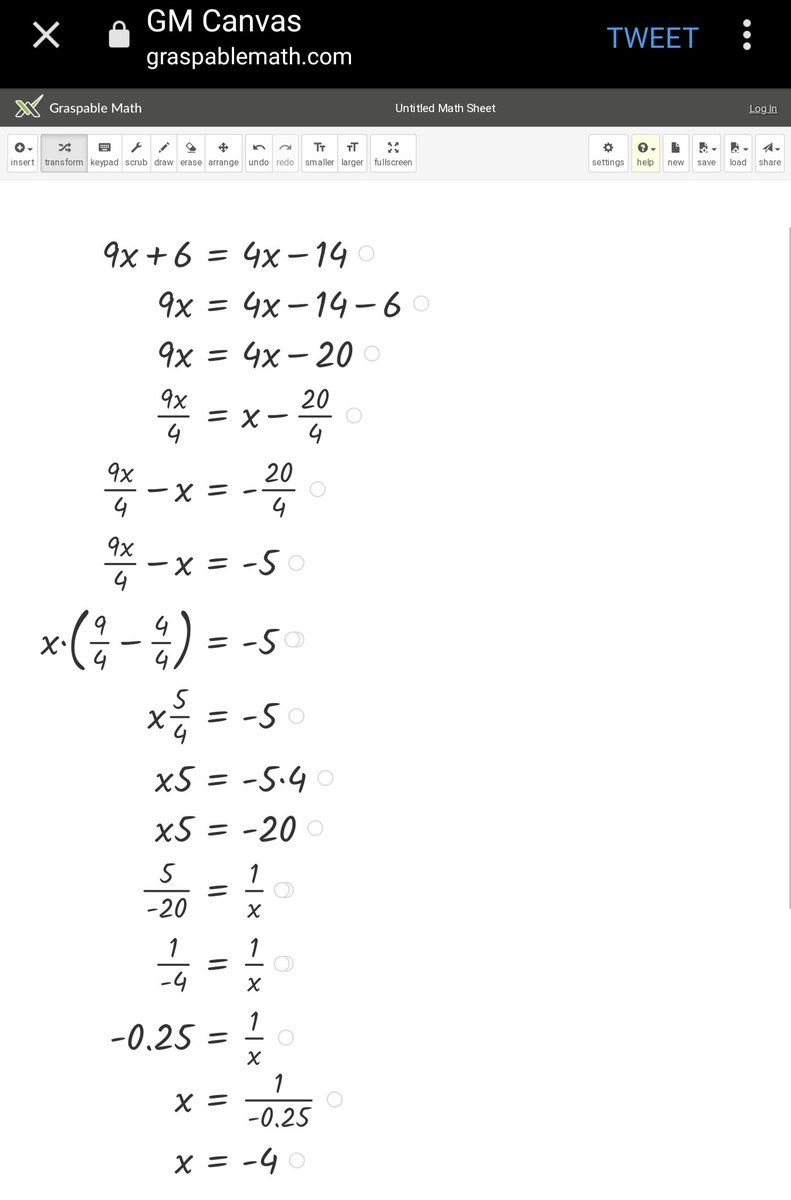 GM Canvas
graspablemath.com
TWEET
Graspable Math
Untitled Math Sheet
Log In
insert transform keypad scrub draw erase arrange undo redo smaller larger fullscreen settings help new save load share
9x + 6 = 4x − 14
9x = 4x − 14 − 6
9x = 4x − 20
9x/4 = x − 20/4
9x/4 − x = -20/4
9x/4 − x = -5
x·(9/4 − 4/4) = -5
x 5/4 = -5
x5 = -5·4
x5 = -20
5/-20 = 1/x
1/-4 = 1/x
-0.25 = 1/x
x = 1/-0.25
x = -4